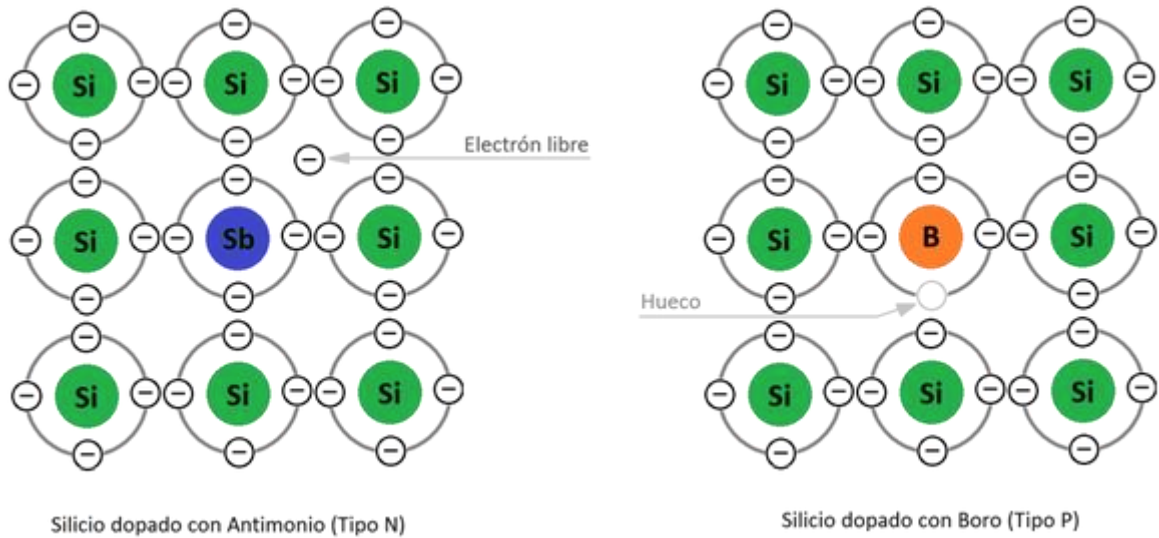 Si Si Si
Electrón libre
Si Sb Si
Si Si Si
Silicio dopado con Antimonio (Tipo N)
Si Si Si
Si B Si
Hueco
Si Si Si
Silicio dopado con Boro (Tipo P)